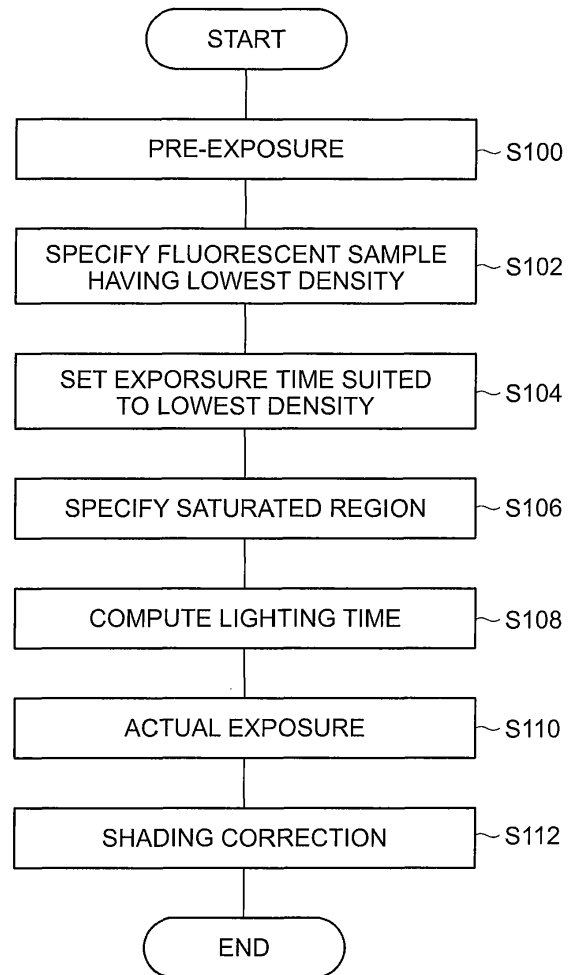 START
PRE-EXPOSURE
S100
SPECIFY FLUORESCENT SAMPLE
HAVING LOWEST DENSITY
S102
SET EXPORSURE TIME SUITED
TO LOWEST DENSITY
S104
SPECIFY SATURATED REGION
S106
COMPUTE LIGHTING TIME
S108
ACTUAL EXPOSURE
S110
SHADING CORRECTION
S112
END